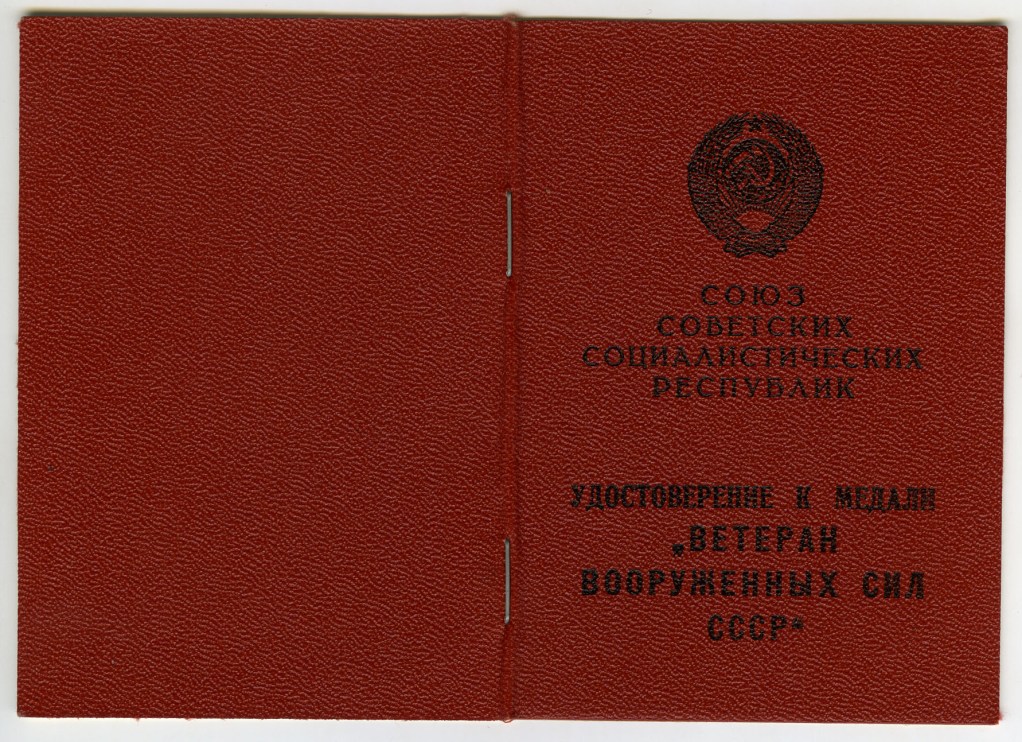 СОЮЗ
СОВЕТСКИХ
СОЦИАЛИСТИЧЕСКИХ
РЕСПУБЛИК
УДОСТОВЕРЕНИЕ К МЕДАЛИ
„ВЕТЕРАН
ВООРУЖЕННЫХ СИЛ
СССР“